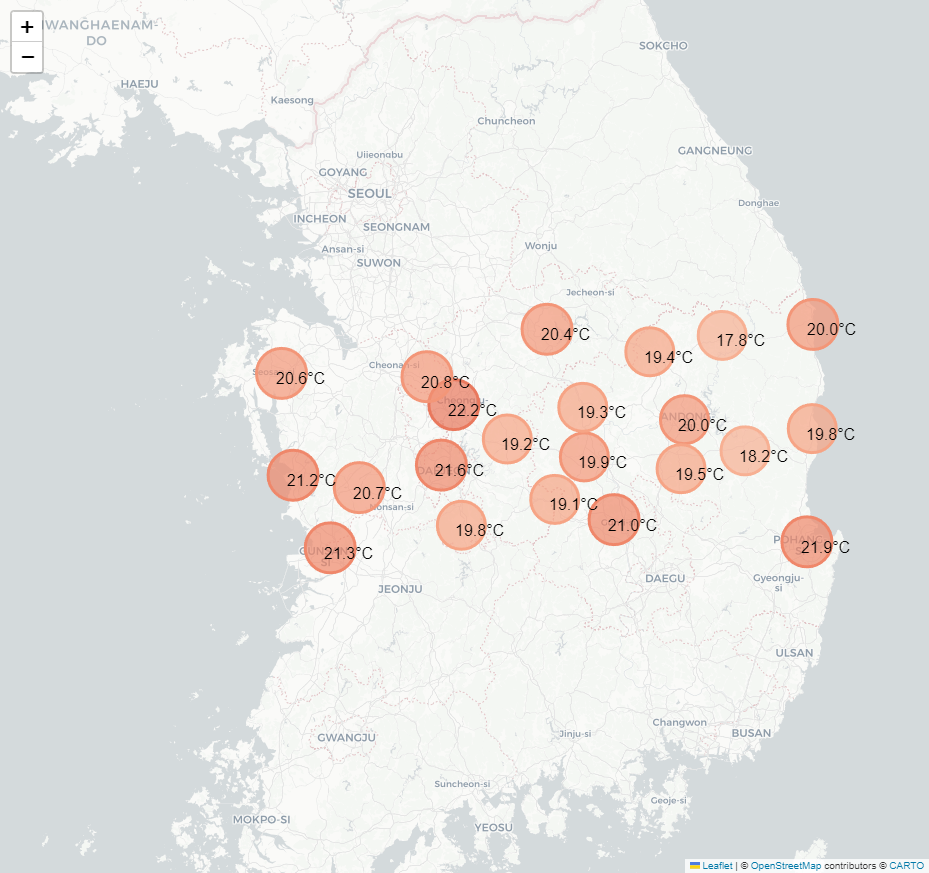 +
−
HWANGHAENAM-
DO
SOKCHO
HAEJU
Kaesong
Chuncheon
GANGNEUNG
Uijeongbu
GOYANG
SEOUL
Donghae
INCHEON
SEONGNAM
Ansan-si
Wonju
SUWON
Jecheon-si
20.0°C
20.4°C
17.8°C
19.4°C
Cheonan-si
20.6°C
20.8°C
22.2°C
19.3°C
ANDONG
20.0°C
19.8°C
19.2°C
18.2°C
19.9°C
21.6°C
19.5°C
21.2°C
20.7°C
Nonsan-si
19.1°C
21.0°C
19.8°C
POHANG
SI
21.9°C
21.3°C
SI
DAEGU
Gyeongju-
si
JEONJU
ULSAN
Changwon
BUSAN
Jinju-si
GWANGJU
Suncheon-si
Geoje-si
MOKPO-SI
YEOSU
Leaflet | © OpenStreetMap contributors © CARTO